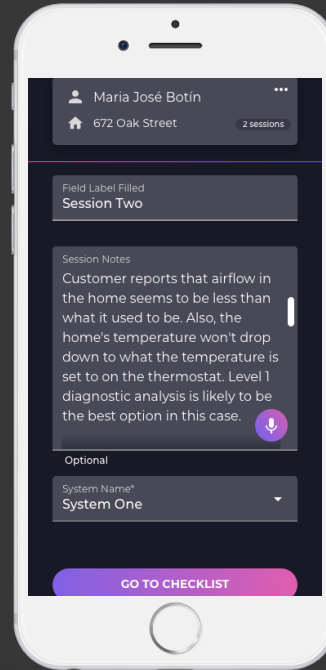 Maria José Botín
672 Oak Street
2 sessions
Field Label Filled
Session Two
Session Notes
Customer reports that airflow in
the home seems to be less than
what it used to be. Also, the
home's temperature won't drop
down to what the temperature is
set to on the thermostat. Level 1
diagnostic analysis is likely to be
the best option in this case.
Optional
System Name*
System One
GO TO CHECKLIST